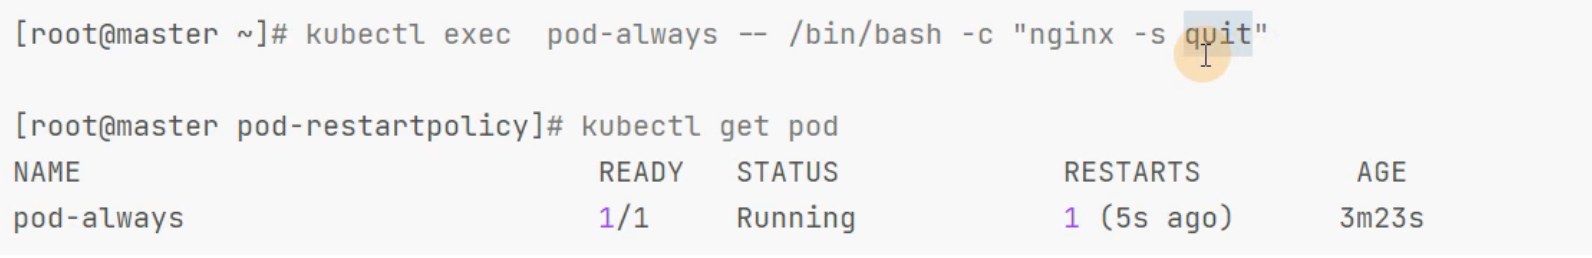 [root@master ~]# kubectl exec  pod-always -- /bin/bash -c "nginx -s quit"
[root@master pod-restartpolicy]# kubectl get pod
NAME                                  READY   STATUS             RESTARTS         AGE
pod-always                            1/1     Running            1 (5s ago)      3m23s